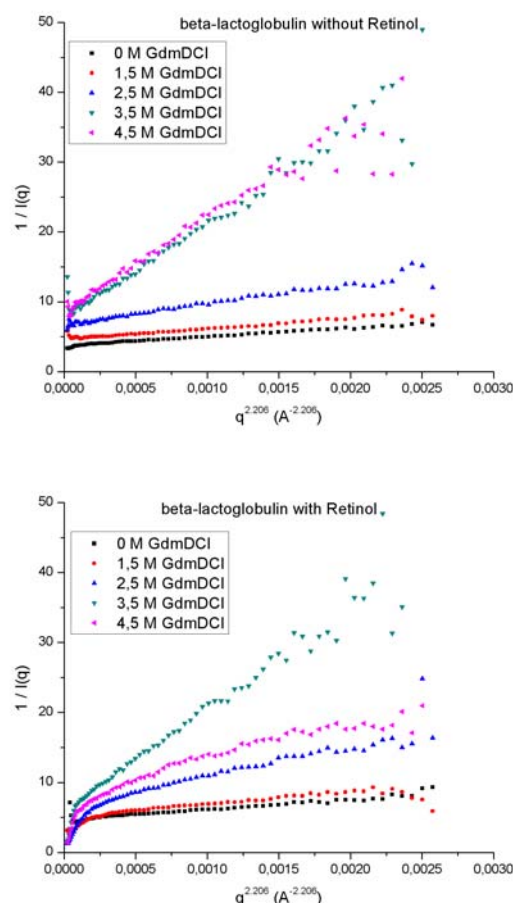 beta-lactoglobulin without Retinol
50
0 M GdmDCl
1,5 M GdmDCl
2,5 M GdmDCl
3,5 M GdmDCl
4,5 M GdmDCl
40
30
20
10
0
1 / I(q)
0,0000 0,0005 0,0010 0,0015 0,0020 0,0025 0,0030
q^2.206 (A^-2.206)
50
beta-lactoglobulin with Retinol
0 M GdmDCl
1,5 M GdmDCl
2,5 M GdmDCl
3,5 M GdmDCl
4,5 M GdmDCl
40
30
20
10
0
1 / I(q)
0,0000 0,0005 0,0010 0,0015 0,0020 0,0025 0,0030
q^2.206 (A^-2.206)